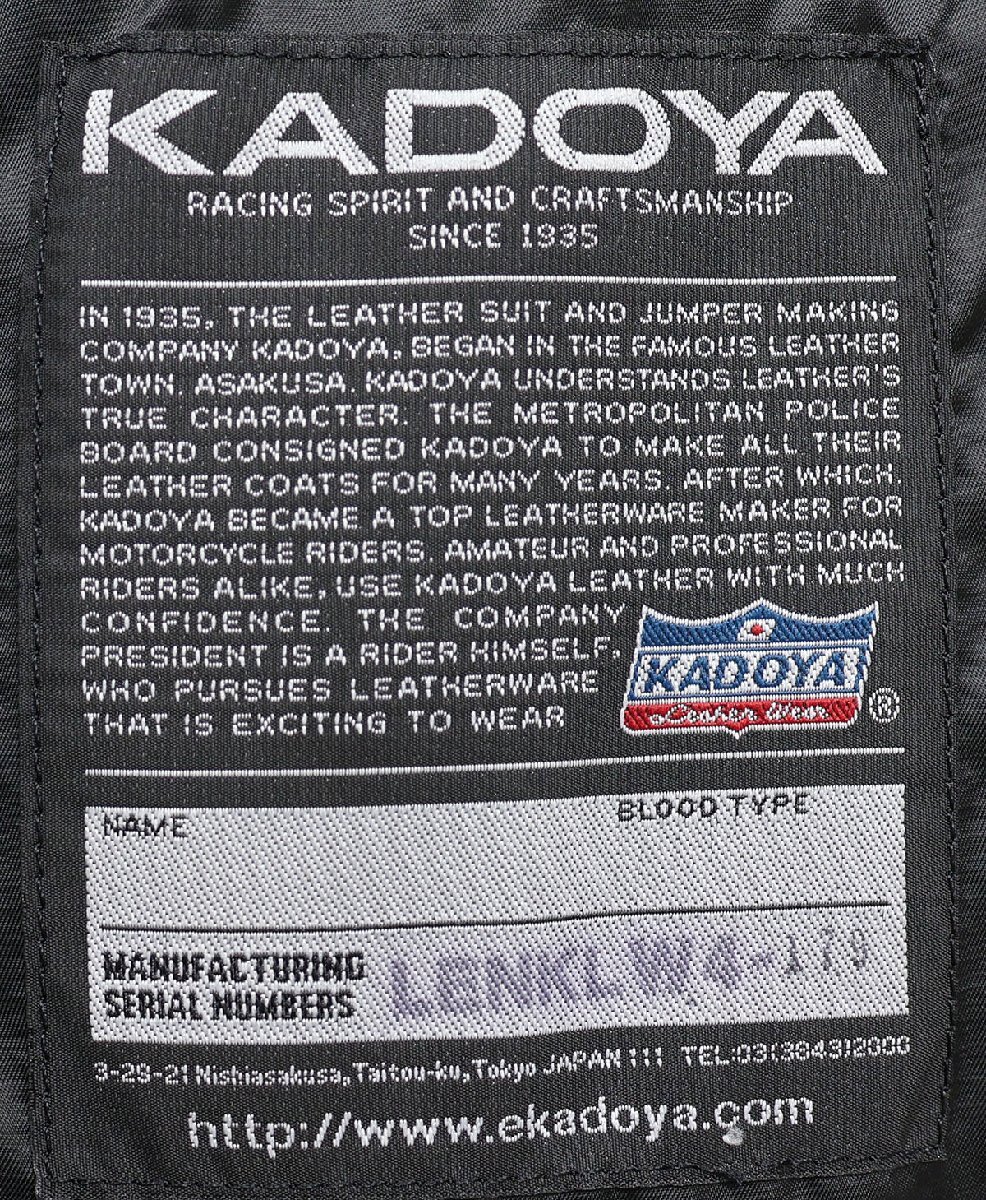 KADOYA
RACING SPIRIT AND CRAFTSMANSHIP
SINCE 1935
IN 1935, THE LEATHER SUIT AND JUMPER MAKING
COMPANY KADOYA, BEGAN IN THE FAMOUS LEATHER
TOWN, ASAKUSA. KADOYA UNDERSTANDS LEATHER'S
TRUE CHARACTER. THE METROPOLITAN POLICE
BOARD CONSIGNED KADOYA TO MAKE ALL THEIR
LEATHER COATS FOR MANY YEARS. AFTER WHICH,
KADOYA BECAME A TOP LEATHERWARE MAKER FOR
MOTORCYCLE RIDERS. AMATEUR AND PROFESSIONAL
RIDERS ALIKE, USE KADOYA LEATHER WITH MUCH
CONFIDENCE. THE COMPANY
PRESIDENT IS A RIDER HIMSELF,
WHO PURSUES LEATHERWARE
THAT IS EXCITING TO WEAR
KADOYA
Leather Wear
®
NAME
BLOOD TYPE
MANUFACTURING
SERIAL NUMBERS
3-29-21 Nishiasakusa, Taitou-ku, Tokyo JAPAN 111 TEL:
http://www.ekadoya.com